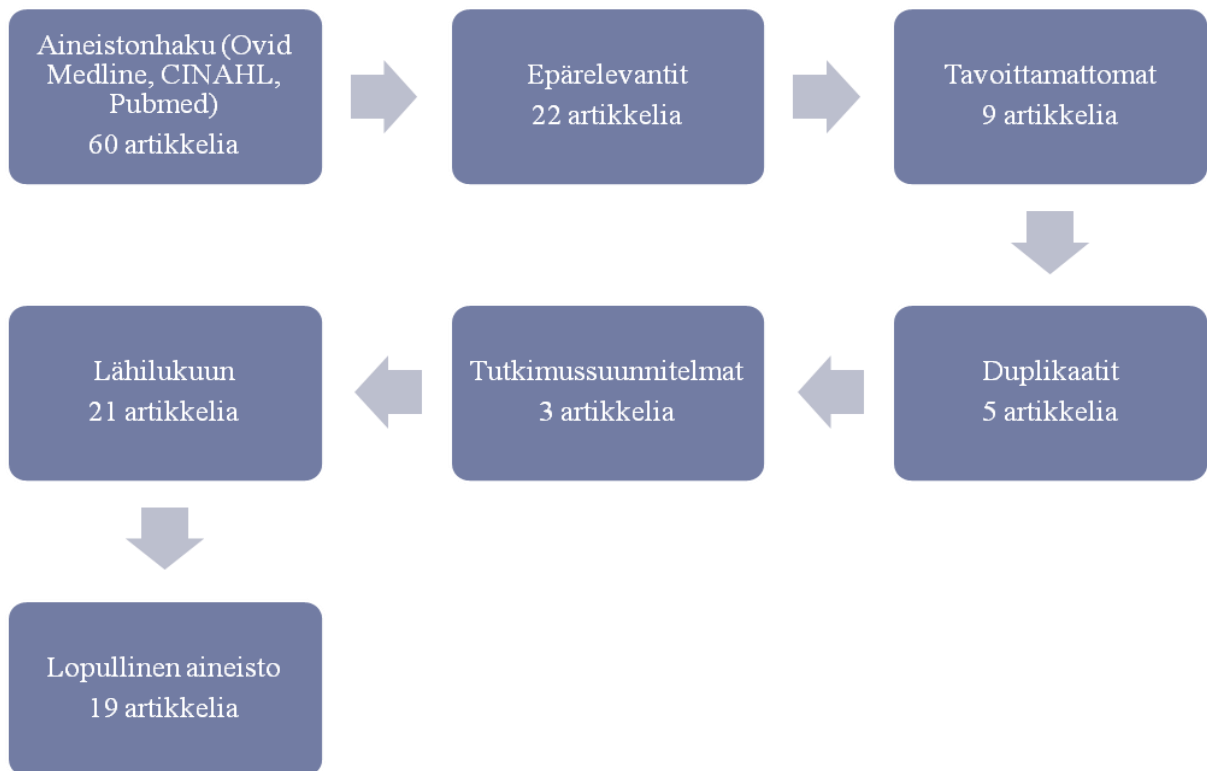 Aineistonhaku (Ovid
Medline, CINAHL,
Pubmed)
60 artikkelia
Epärelevantit
22 artikkelia
Tavoittamattomat
9 artikkelia
Duplikaatit
5 artikkelia
Tutkimussuunnitelmat
3 artikkelia
Lähilukuun
21 artikkelia
Lopullinen aineisto
19 artikkelia